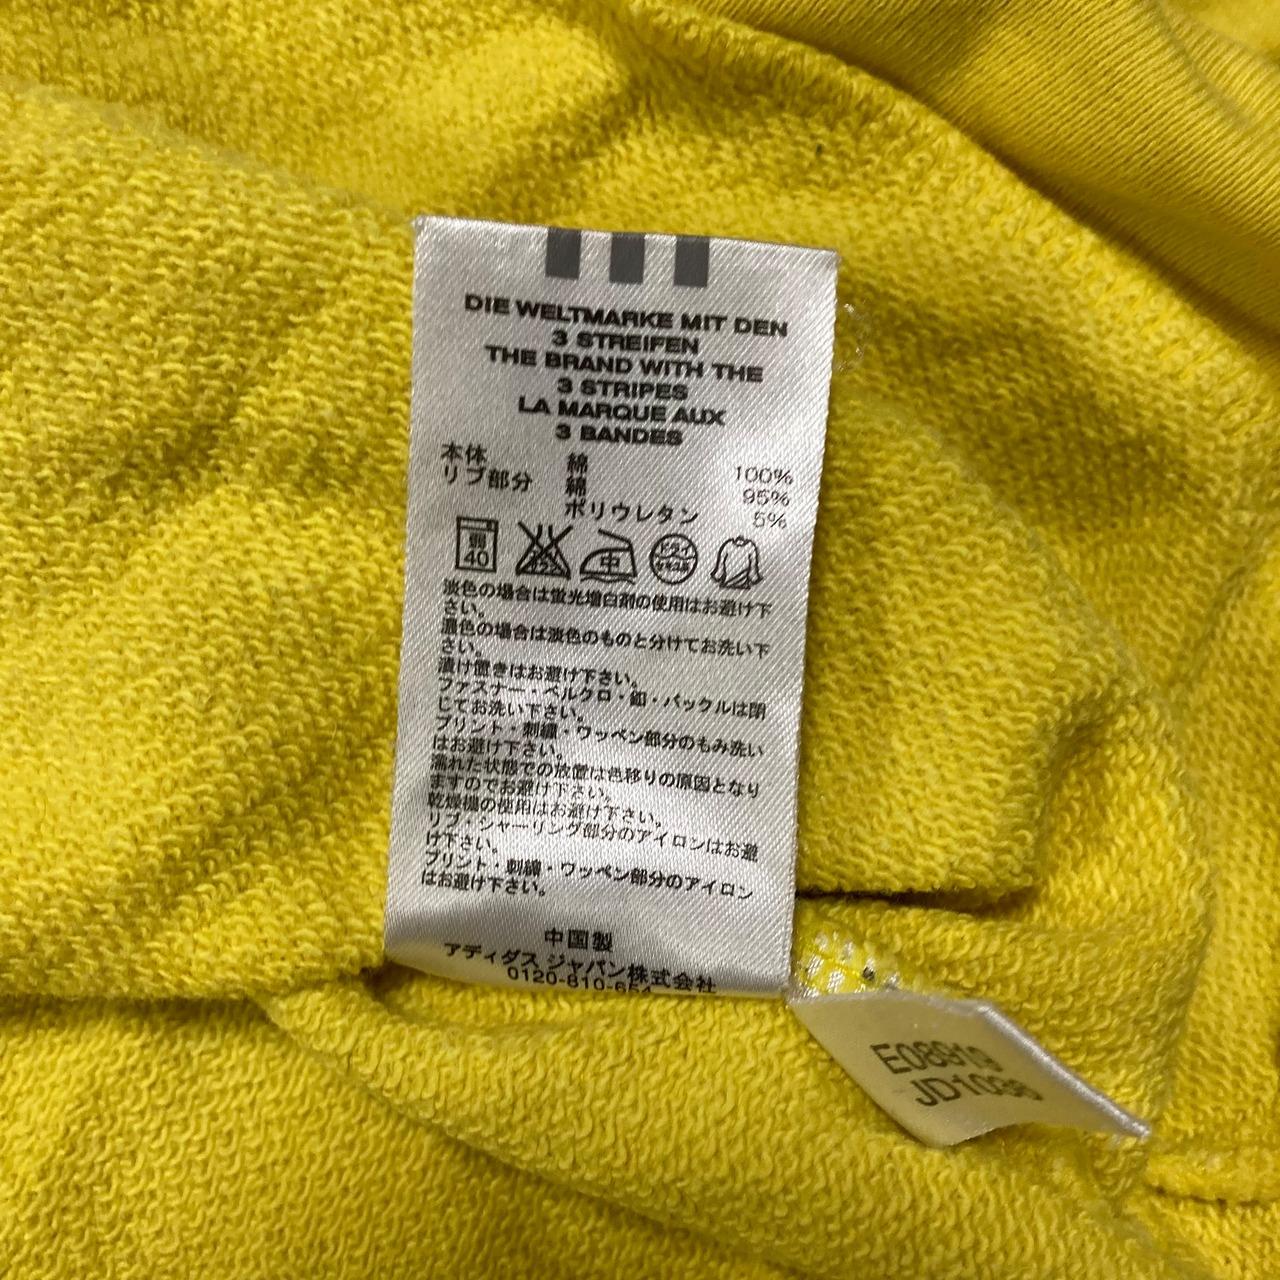 DIE WELTMARKE MIT DEN
3 STREIFEN
THE BRAND WITH THE
3 STRIPES
LA MARQUE AUX
3 BANDES
本体 綿 100%
リブ部分 綿 95%
ポリウレタン 5%
弱 40 中 ドライ
淡色の場合は蛍光増白剤の使用はお避け下
さい。
濃色の場合は淡色のものと分けてお洗い下
さい。
漬け置きはお避け下さい。
ファスナー・ベルクロ・釦・バックルは閉
じてお洗い下さい。
プリント・刺繍・ワッペン部分のもみ洗い
はお避け下さい。
濡れた状態での放置は色移りの原因となり
ますのでお避け下さい。
乾燥機の使用はお避け下さい。
リブ・シャーリング部分のアイロンはお避
け下さい。
プリント・刺繍・ワッペン部分のアイロン
はお避け下さい。
中国製
アディダス ジャパン株式会社
0120-810-654
E08919